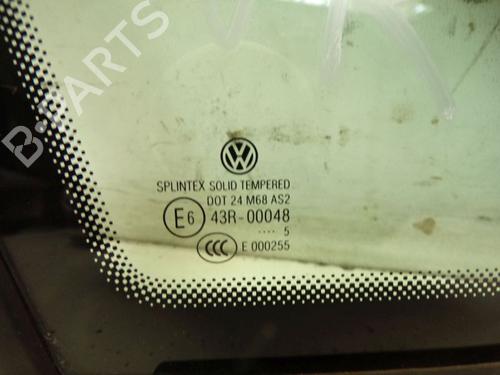 B-PARTS
SPLINTEX SOLID TEMPERED
DOT 24 M68 AS2
E6 43R-00048
.... 5
CCC E 000255